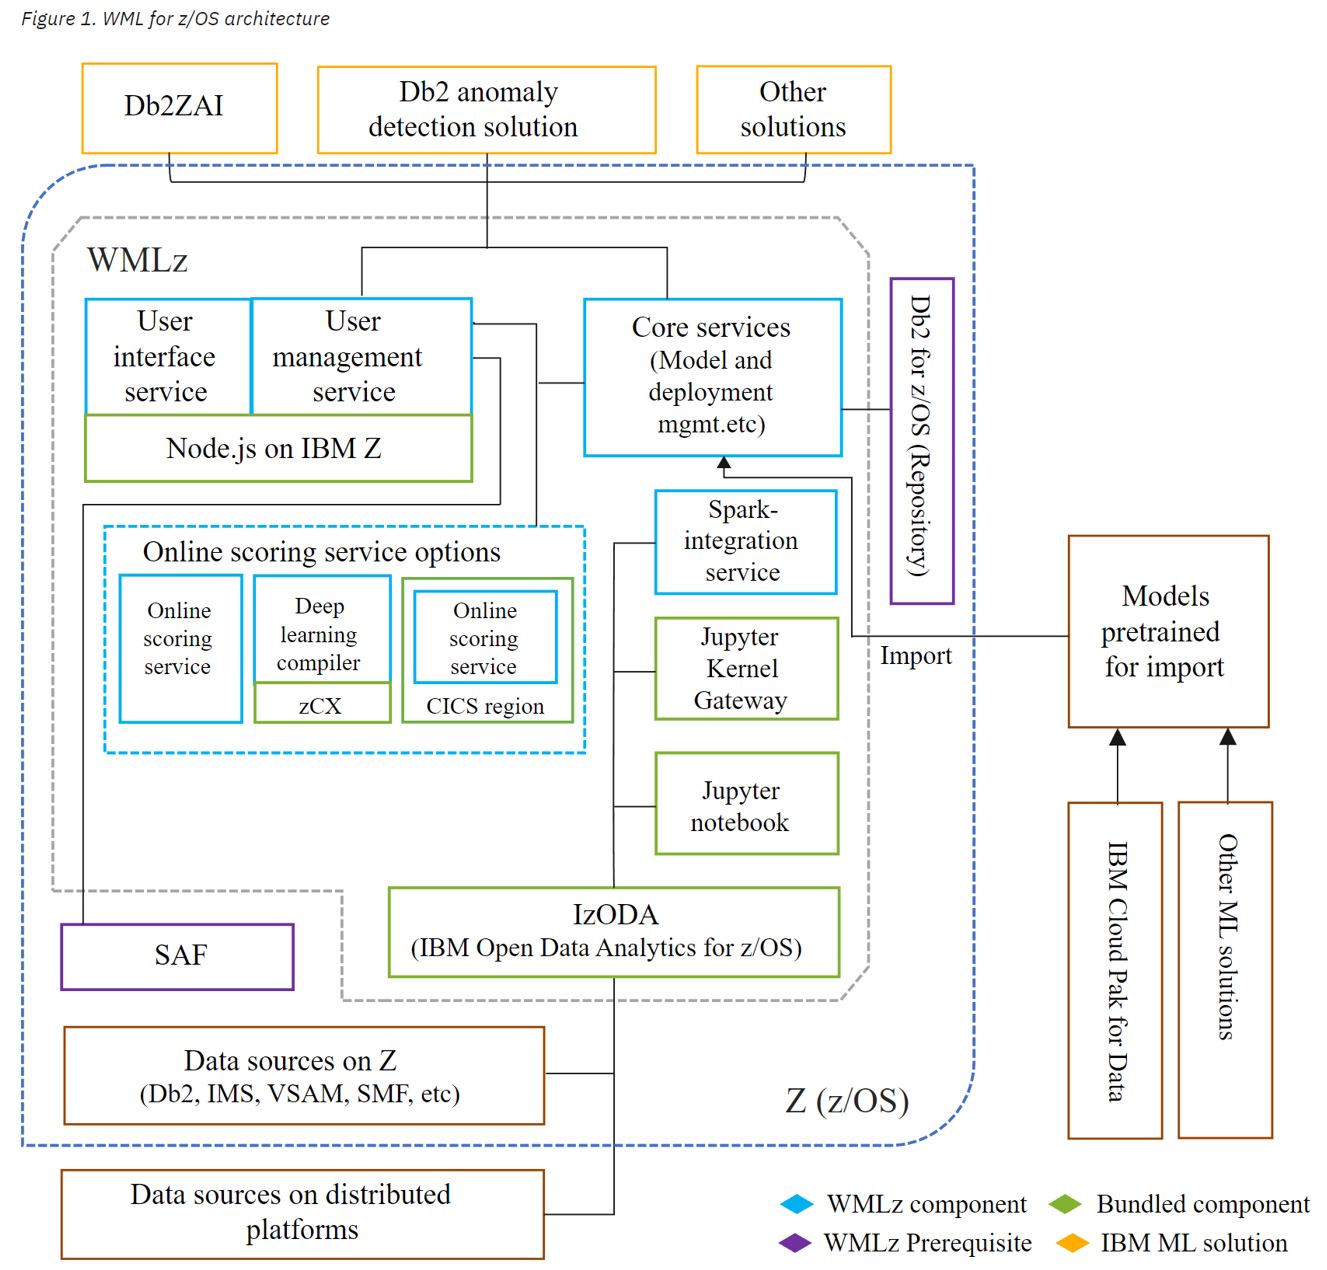 Figure 1. WML for z/OS architecture
Db2ZAI
Db2 anomaly
detection solution
Other
solutions
WMLz
User
interface
service
User
management
service
Node.js on IBM Z
Core services
(Model and
deployment
mgmt.etc)
Db2 for z/OS (Repository)
Online scoring service options
Online
scoring
service
Deep
learning
compiler
zCX
Online
scoring
service
CICS region
Spark-
integration
service
Jupyter
Kernel
Gateway
Jupyter
notebook
Import
Models
pretrained
for import
IBM Cloud Pak for Data
Other ML solutions
IzODA
(IBM Open Data Analytics for z/OS)
SAF
Data sources on Z
(Db2, IMS, VSAM, SMF, etc)
Z (z/OS)
Data sources on distributed
platforms
WMLz component
Bundled component
WMLz Prerequisite
IBM ML solution